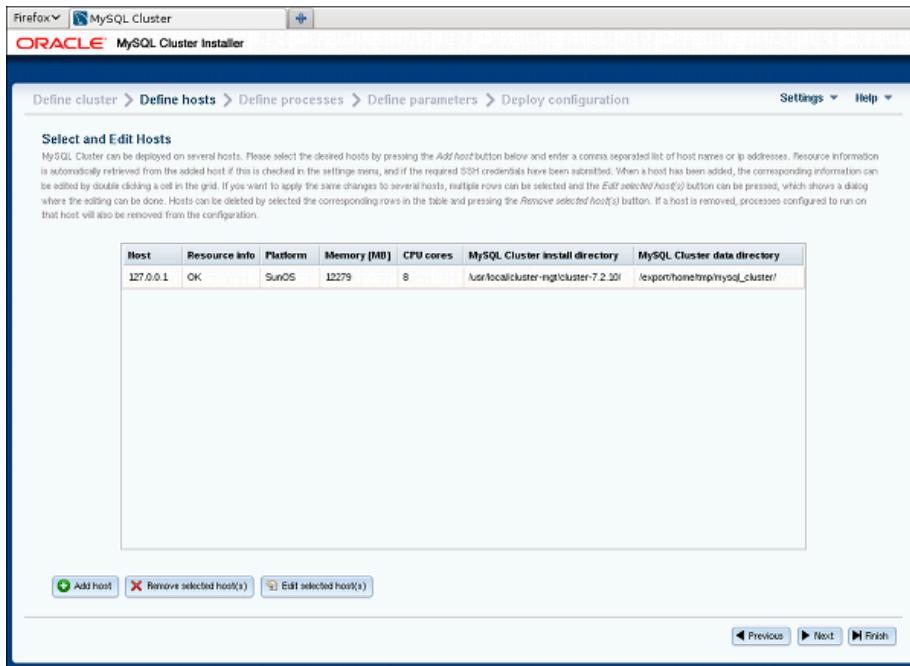 Firefox MySQL Cluster
ORACLE MySQL Cluster Installer
Define cluster Define hosts Define processes Define parameters Deploy configuration Settings Help
Select and Edit Hosts
MySQL Cluster can be deployed on several hosts. Please select the desired hosts by pressing the Add host button below and enter a comma separated list of host names or ip addresses. Resource information
is automatically retrieved from the added host if this is checked in the settings menu, and if the required SSH credentials have been submitted. When a host has been added, the corresponding information can
be edited by double clicking a cell in the grid. If you want to apply the same changes to several hosts, multiple rows can be selected and the Edit selected host(s) button can be pressed, which shows a dialog
where the editing can be done. Hosts can be deleted by selected the corresponding rows in the table and pressing the Remove selected host(s) button. If a host is removed, processes configured to run on
that host will also be removed from the configuration.
Host Resource info Platform Memory [MB] CPU cores MySQL Cluster install directory MySQL Cluster data directory
127.0.0.1 OK SunOS 12279 8 /usr/local/cluster-mgt/cluster-7.2.10/ /export/home/tmp/mysql_cluster/
Add host Remove selected host(s) Edit selected host(s)
Previous Next Finish